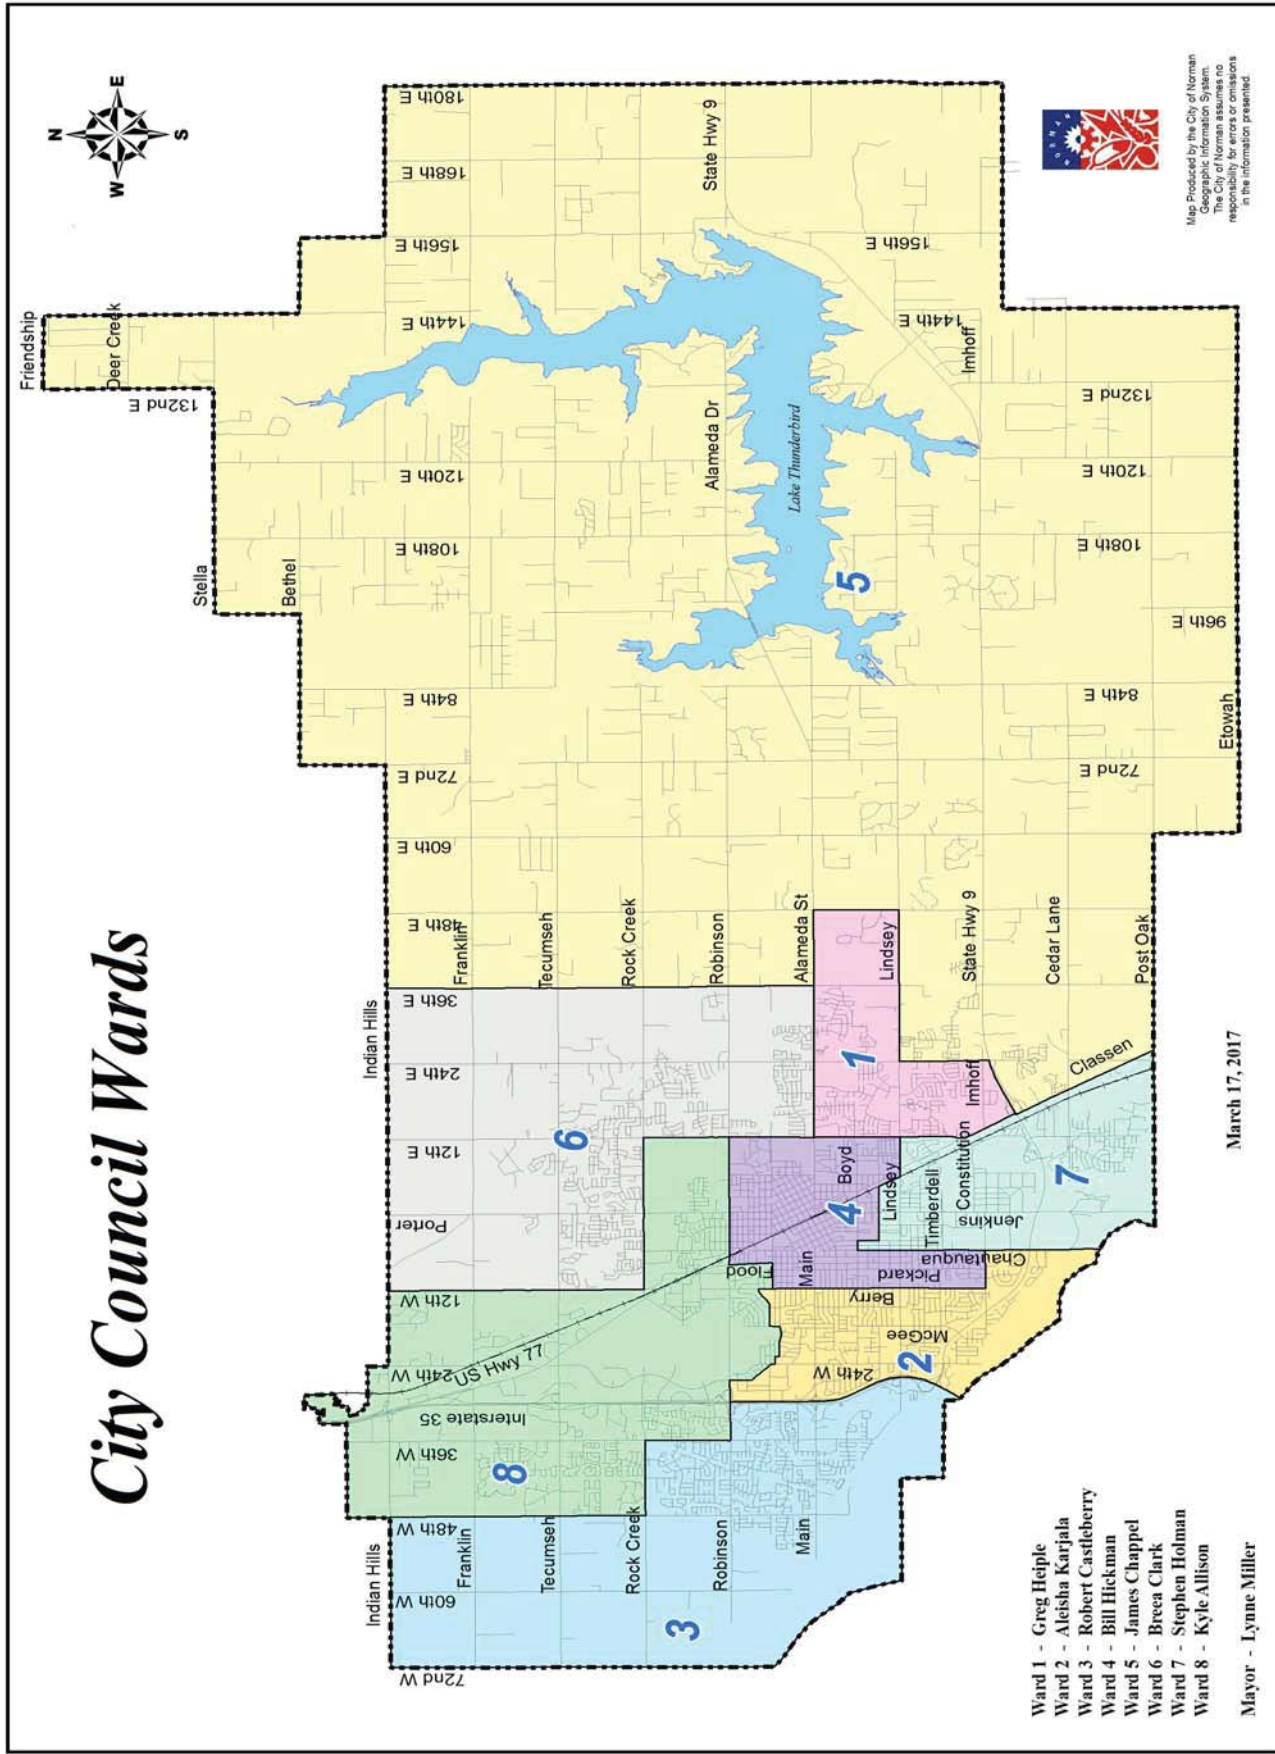 City Council Wards
N
W
E
S
Friendship
Deer Creek
132nd E
Stella
Bethel
Indian Hills
Indian Hills
72nd W
60th W
48th W
36th W
24th W
12th W
Porter
12th E
24th E
36th E
48th E
60th E
72nd E
84th E
108th E
120th E
144th E
156th E
168th E
180th E
Interstate 35
US Hwy 77
Franklin
Franklin
Tecumseh
Tecumseh
8
6
Rock Creek
Rock Creek
3
Robinson
Robinson
Alameda Dr
State Hwy 9
Flood
Main
Main
Alameda St
Lake Thunderbird
4
Boyd
1
5
24th W
Berry
Lindsey
Lindsey
156th E
2
McGee
Pickard
Chautauqua
Timberdell
144th E
Constitution
Imhoff
State Hwy 9
Imhoff
Jenkins
7
Cedar Lane
Classen
Post Oak
72nd E
84th E
108th E
120th E
132nd E
96th E
Etowah
Ward 1 - Greg Heiple
Ward 2 - Aleisha Karjala
Ward 3 - Robert Castleberry
Ward 4 - Bill Hickman
Ward 5 - James Chappel
Ward 6 - Breea Clark
Ward 7 - Stephen Holman
Ward 8 - Kyle Allison
Mayor - Lynne Miller
March 17, 2017
NORMAN
Map Produced by the City of Norman
Geographic Information System.
The City of Norman assumes no
responsibility for errors or omissions
in the information presented.